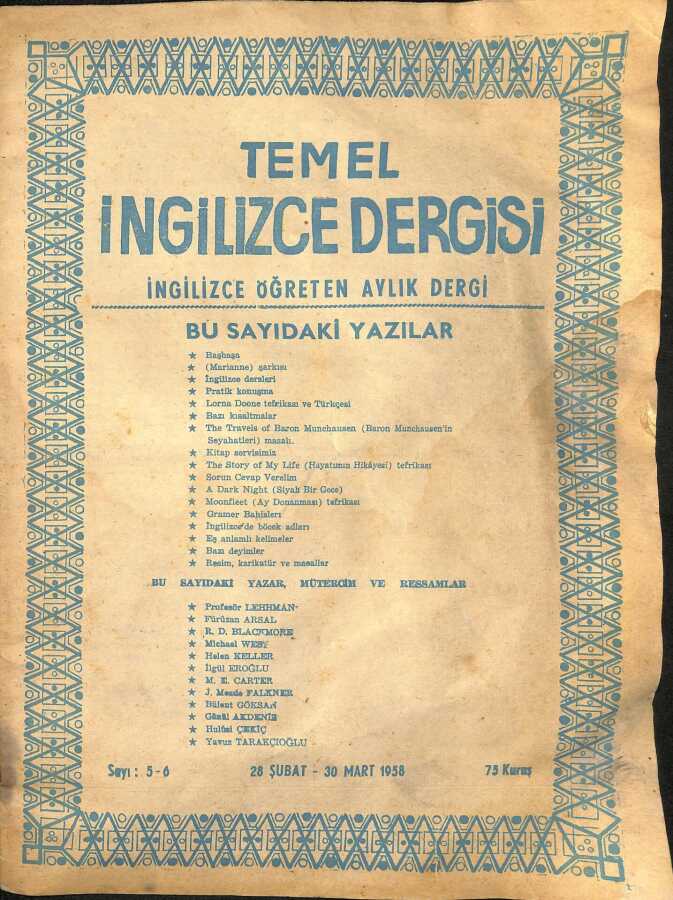 TEMEL
İNGİLİZCE DERGİSİ
İNGİLİZCE ÖĞRETEN AYLIK DERGİ
BU SAYIDAKİ YAZILAR
★ Başbaşa
★ (Marianne) şarkısı
★ İngilizce dersleri
★ Pratik konuşma
★ Lorna Doone tefrikası ve Türkçesi
★ Bazı kısaltmalar
★ The Travels of Baron Munchausen (Baron Munchausen'in
Seyahatleri) masalı.
★ Kitap servisimiz
★ The Story of My Life (Hayatımın Hikâyesi) tefrikası
★ Sorun Cevap Verelim
★ A Dark Night (Siyah Bir Gece)
★ Moonfleet (Ay Donanması) tefrikası
★ Gramer Bahisleri
★ İngilizce'de böcek adları
★ Eş anlamlı kelimeler
★ Bazı deyimler
★ Resim, karikatür ve masallar
BU SAYIDAKİ YAZAR, MÜTERCİM VE RESSAMLAR
★ Profesör LEHHMAN
★ Fürüzan ARSAL
★ R. D. BLACKMORE
★ Michael WEST
★ Helen KELLER
★ İlgül EROĞLU
★ M. E. CARTER
★ J. Meade FALKNER
★ Bülent GÖKSAN
★ Gönül AKDENİZ
★ Hulûsi ÇEKİÇ
★ Yavuz TARAKÇIOĞLU
Sayı : 5-6 28 ŞUBAT - 30 MART 1958 75 Kuruş